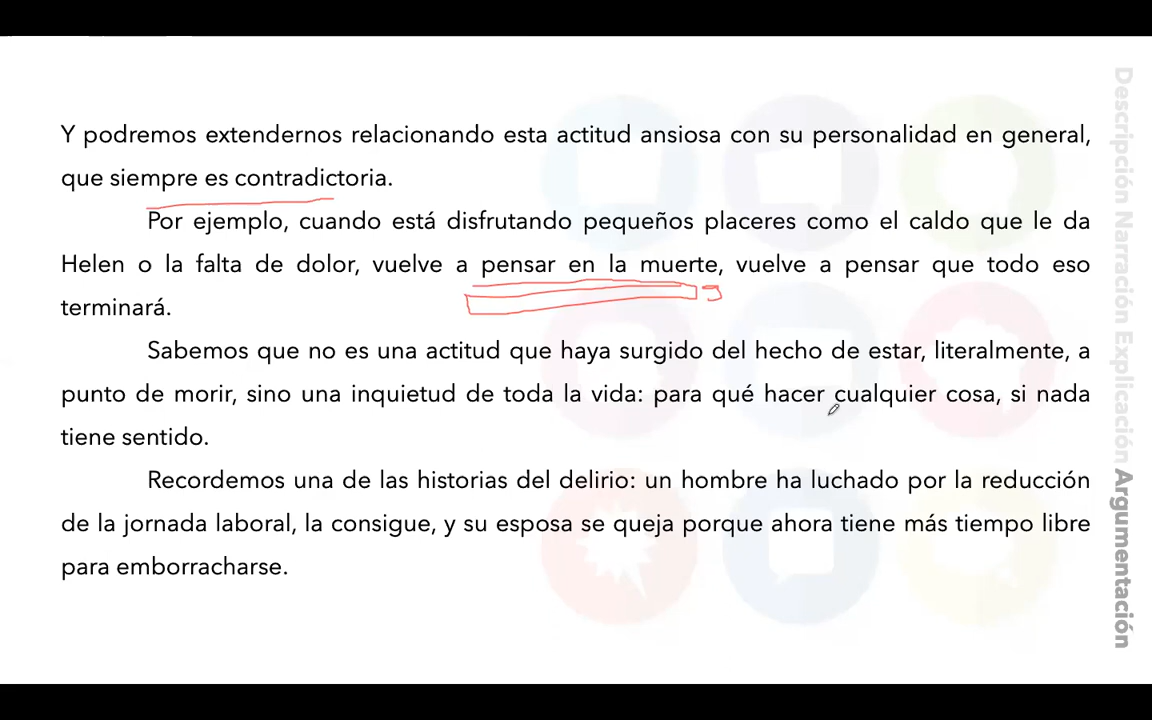 Y podremos extendernos relacionando esta actitud ansiosa con su personalidad en general,
que siempre es contradictoria.
Por ejemplo, cuando está disfrutando pequeños placeres como el caldo que le da
Helen o la falta de dolor, vuelve a pensar en la muerte, vuelve a pensar que todo eso
terminará.
Sabemos que no es una actitud que haya surgido del hecho de estar, literalmente, a
punto de morir, sino una inquietud de toda la vida: para qué hacer cualquier cosa, si nada
tiene sentido.
Recordemos una de las historias del delirio: un hombre ha luchado por la reducción
de la jornada laboral, la consigue, y su esposa se queja porque ahora tiene más tiempo libre
para emborracharse.
Descripción Narración Explicación Argumentación